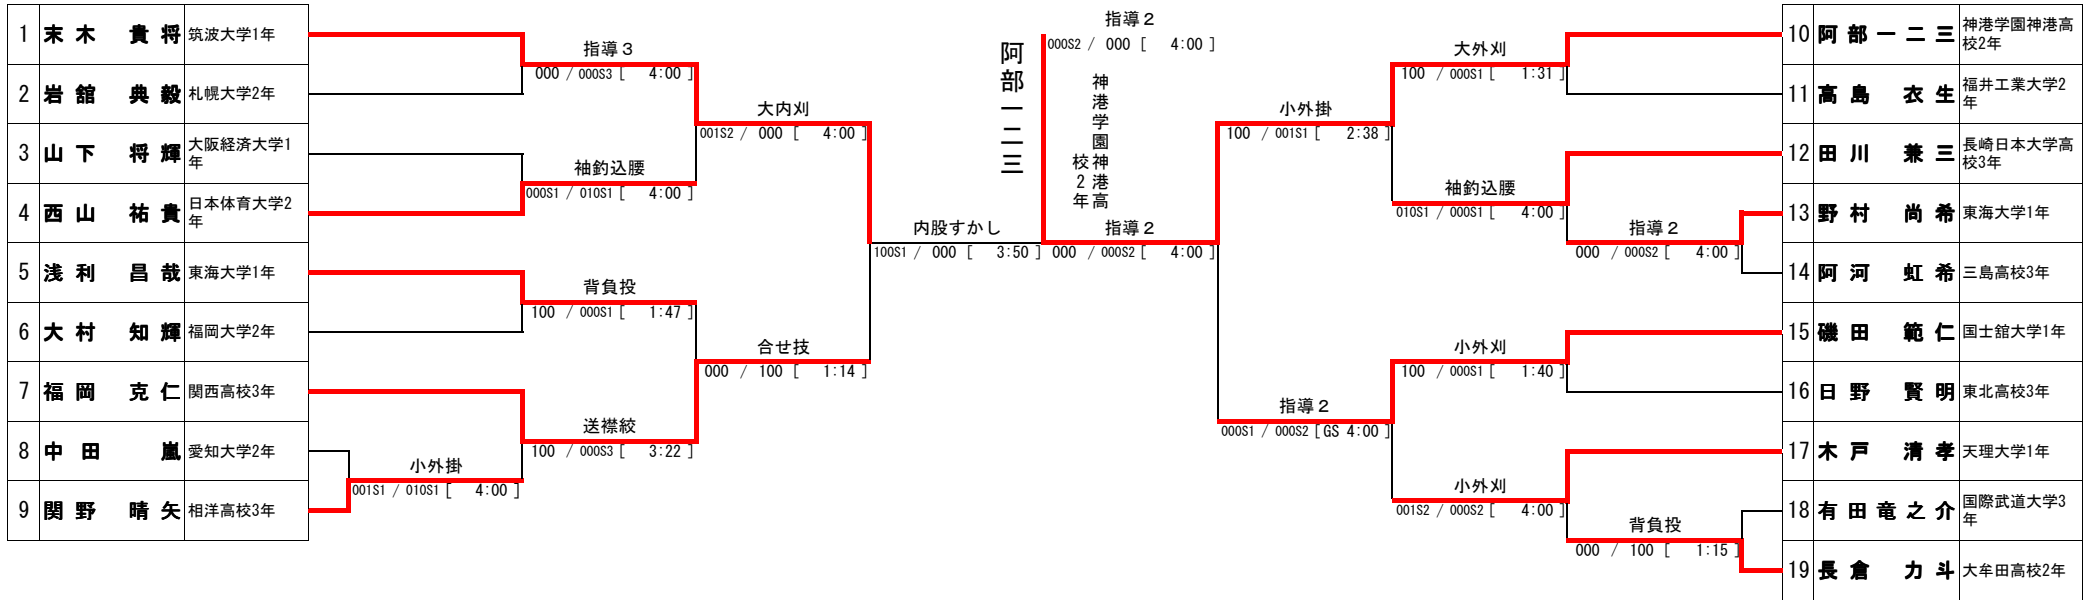 1 末木 貴将 筑波大学1年
2 岩舘 典毅 札幌大学2年
3 山下 将輝 大阪経済大学1
年
4 西山 祐貴 日本体育大学2
年
5 浅利 昌哉 東海大学1年
6 大村 知輝 福岡大学2年
7 福岡 克仁 関西高校3年
8 中田 嵐 愛知大学2年
9 関野 晴矢 相洋高校3年
小外掛
001S1 / 010S1 [ 4:00 ]
指導3
000 / 000S3 [ 4:00 ]
袖釣込腰
000S1 / 010S1 [ 4:00 ]
背負投
100 / 000S1 [ 1:47 ]
送襟絞
100 / 000S3 [ 3:22 ]
大内刈
001S2 / 000 [ 4:00 ]
合せ技
000 / 100 [ 1:14 ]
内股すかし
100S1 / 000 [ 3:50 ]
阿部一二三
指導2
000S2 / 000 [ 4:00 ]
神港学園神港高
校2年
指導2
000 / 000S2 [ 4:00 ]
小外掛
100 / 001S1 [ 2:38 ]
指導2
000S1 / 000S2 [GS 4:00 ]
大外刈
100 / 000S1 [ 1:31 ]
袖釣込腰
010S1 / 000S1 [ 4:00 ]
小外刈
100 / 000S1 [ 1:40 ]
小外刈
001S2 / 000S2 [ 4:00 ]
指導2
000 / 000S2 [ 4:00 ]
背負投
000 / 100 [ 1:15 ]
10 阿部一二三 神港学園神港高
校2年
11 高島 衣生 福井工業大学2
年
12 田川 兼三 長崎日本大学高
校3年
13 野村 尚希 東海大学1年
14 阿河 虹希 三島高校3年
15 磯田 範仁 国士舘大学1年
16 日野 賢明 東北高校3年
17 木戸 清孝 天理大学1年
18 有田竜之介 国際武道大学3
年
19 長倉 力斗 大牟田高校2年